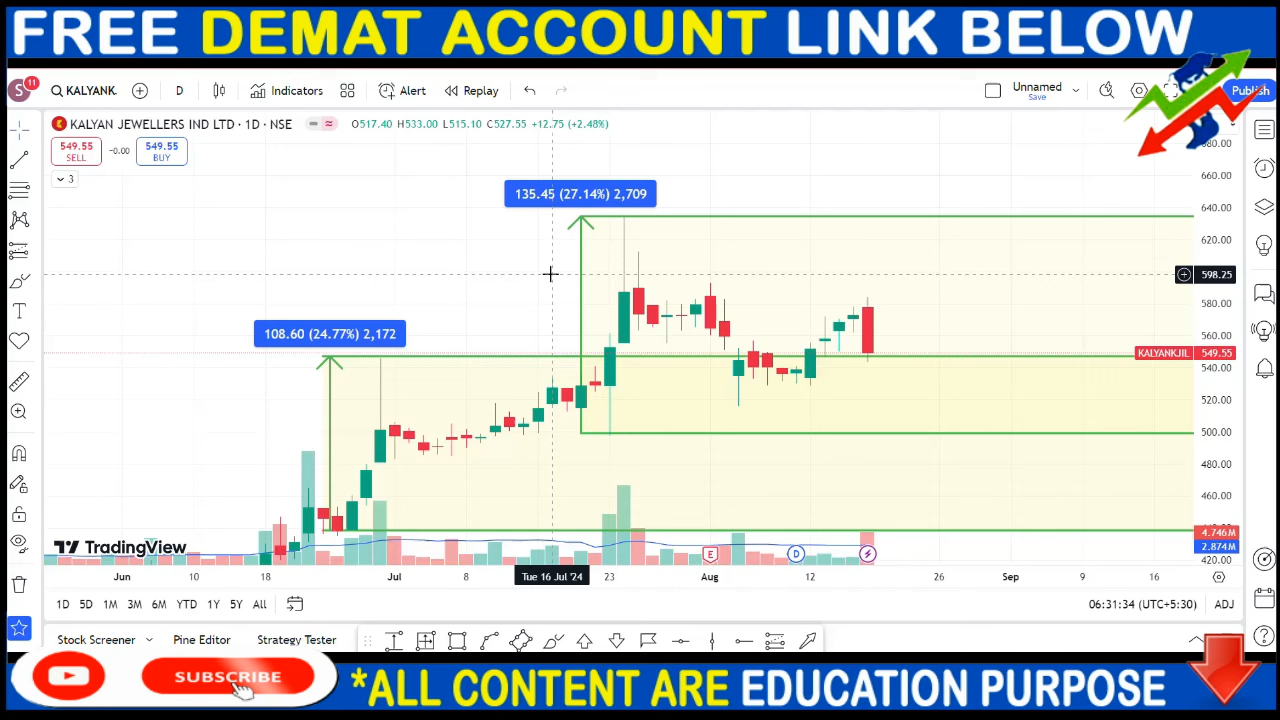 FREE DEMAT ACCOUNT LINK BELOW
S 11 KALYANK. D Indicators Alert Replay Unnamed Save Publish
KALYAN JEWELLERS IND LTD · 1D · NSE O517.40 H533.00 L515.10 C527.55 +12.75 (+2.48%)
549.55 SELL -0.00 549.55 BUY
3
680.00
660.00
135.45 (27.14%) 2,709
640.00
620.00
598.25
580.00
108.60 (24.77%) 2,172
560.00
KALYANKJIL 549.55
540.00
520.00
500.00
480.00
460.00
4.746M
TradingView
E D
2.874M
420.00
Jun 10 18 Jul 8 Tue 16 Jul '24 23 Aug 12 26 Sep 9 16
1D 5D 1M 3M 6M YTD 1Y 5Y All 06:31:34 (UTC+5:30) ADJ
Stock Screener Pine Editor Strategy Tester
SUBSCRIBE
*ALL CONTENT ARE EDUCATION PURPOSE